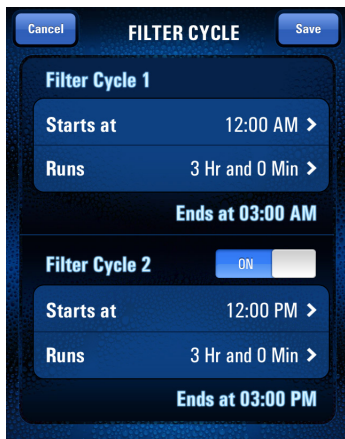 Cancel FILTER CYCLE Save
Filter Cycle 1
Starts at 12:00 AM >
Runs 3 Hr and 0 Min >
Ends at 03:00 AM
Filter Cycle 2 ON
Starts at 12:00 PM >
Runs 3 Hr and 0 Min >
Ends at 03:00 PM